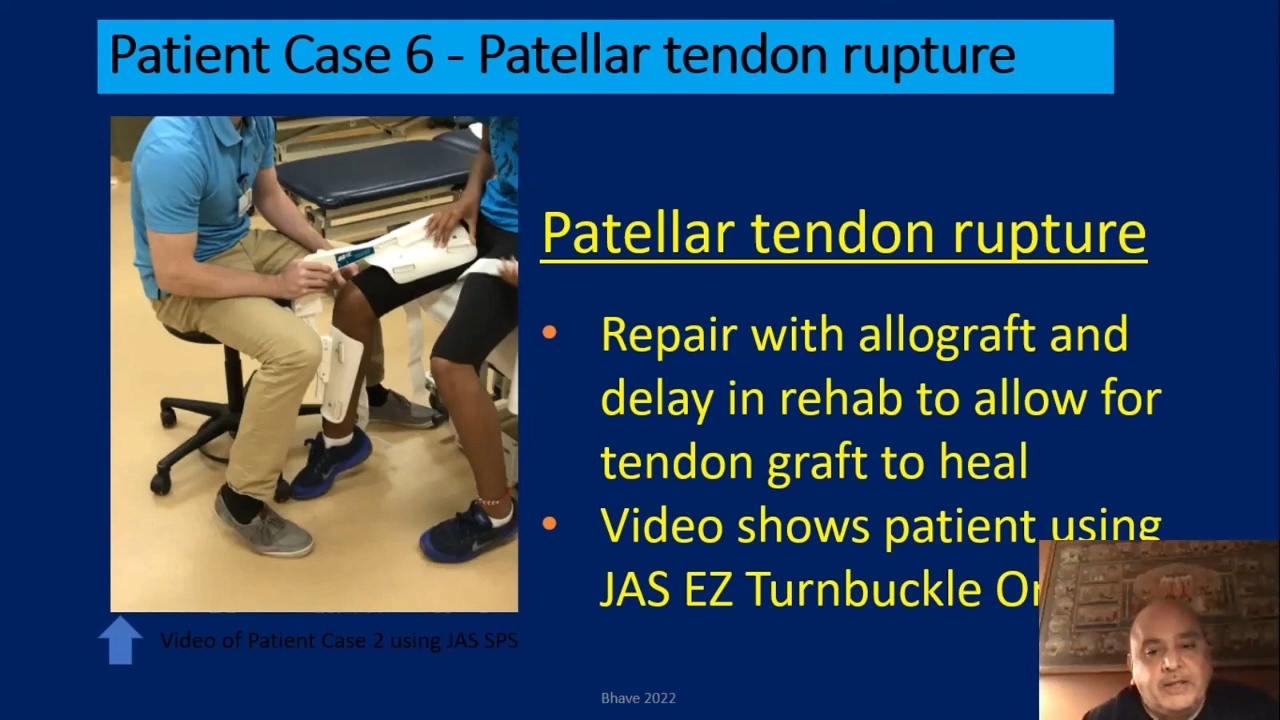 Patient Case 6 - Patellar tendon rupture
Patellar tendon rupture
• Repair with allograft and
delay in rehab to allow for
tendon graft to heal
• Video shows patient using
JAS EZ Turnbuckle
Video of Patient Case 2 using JAS SPS
Bhave 2022